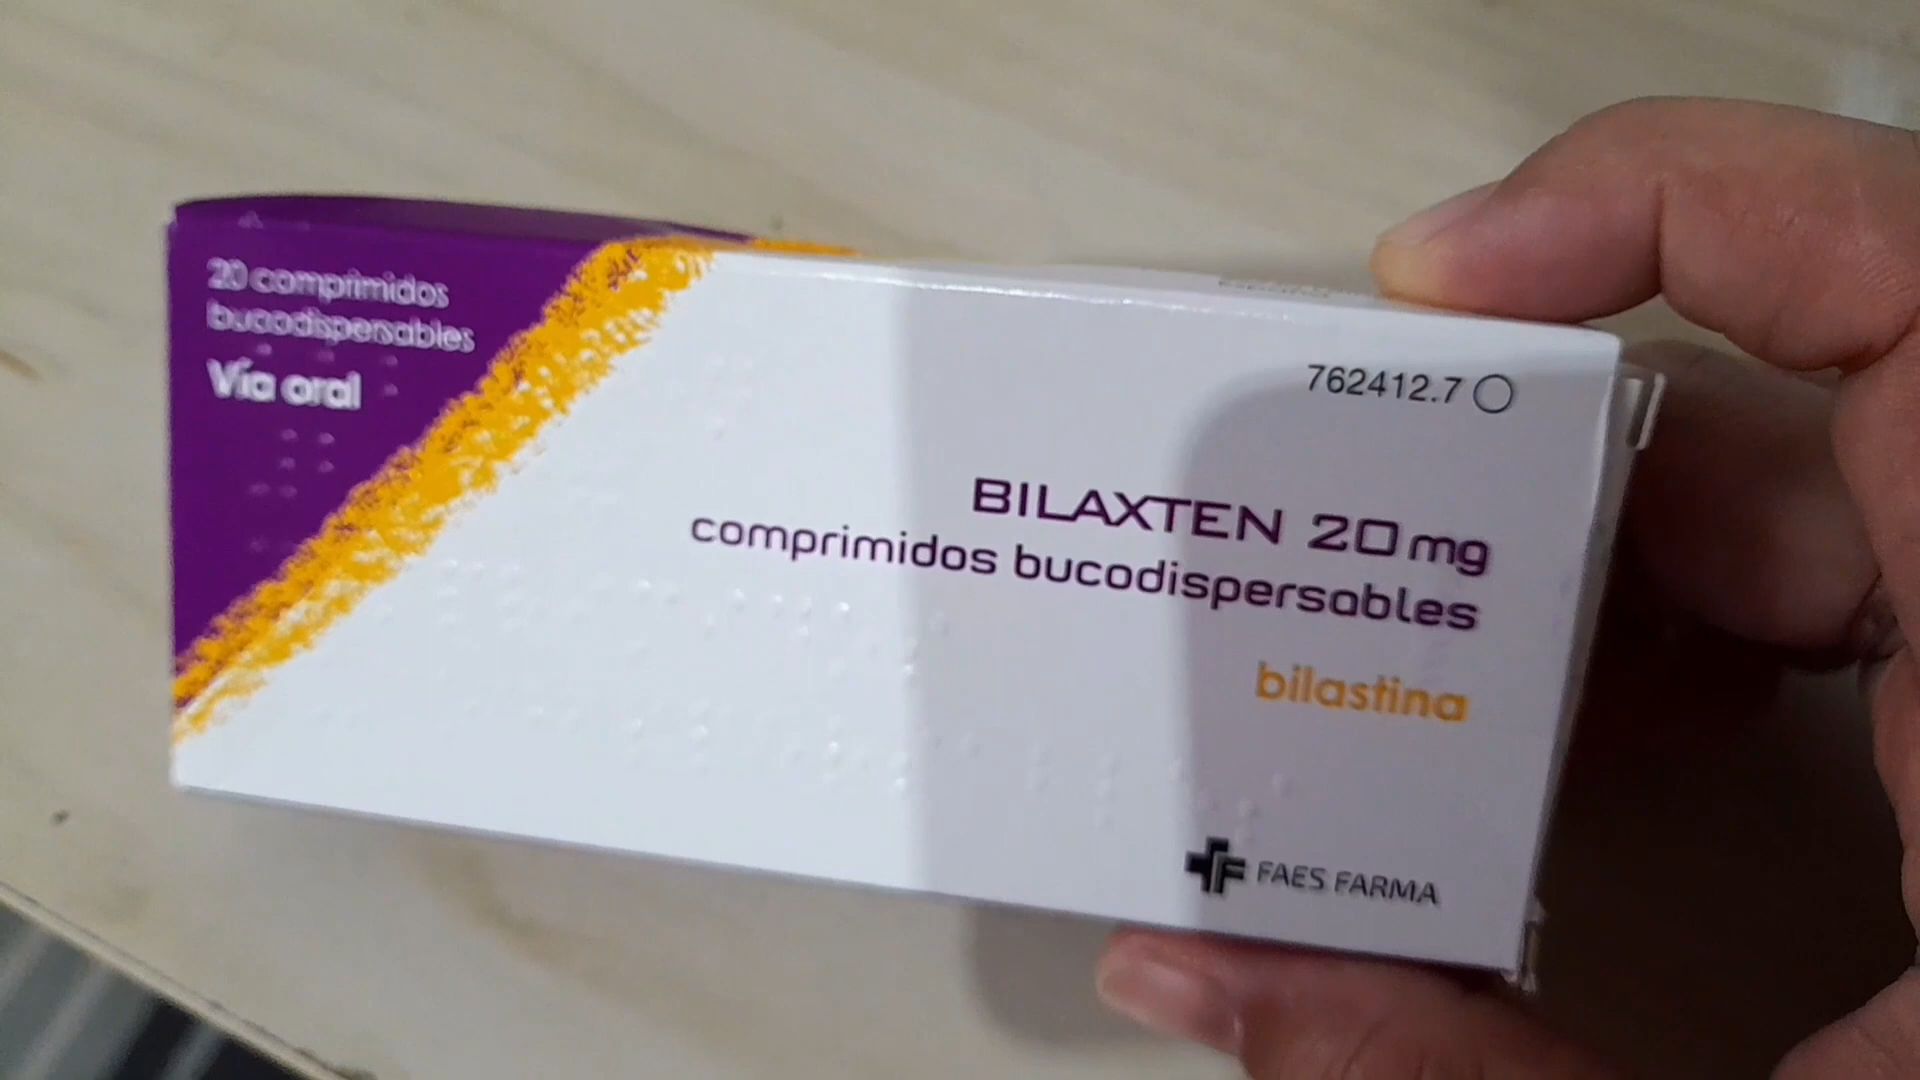 20 comprimidos
bucodispersables
Vía oral
762412.7
BILAXTEN 20 mg
comprimidos bucodispersables
bilastina
FAES FARMA